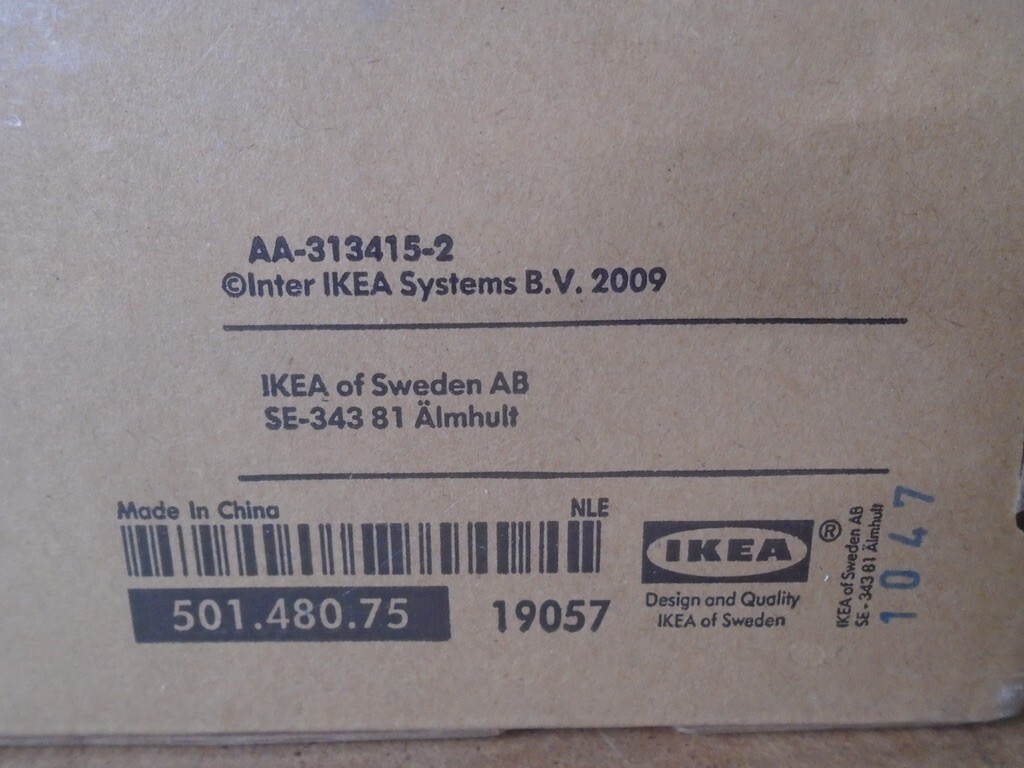 AA-313415-2
©Inter IKEA Systems B.V. 2009
IKEA of Sweden AB
SE-343 81 Älmhult
Made In China
NLE
501.480.75
19057
IKEA ®
Design and Quality
IKEA of Sweden
IKEA of Sweden AB
SE-343 81 Älmhult
1047